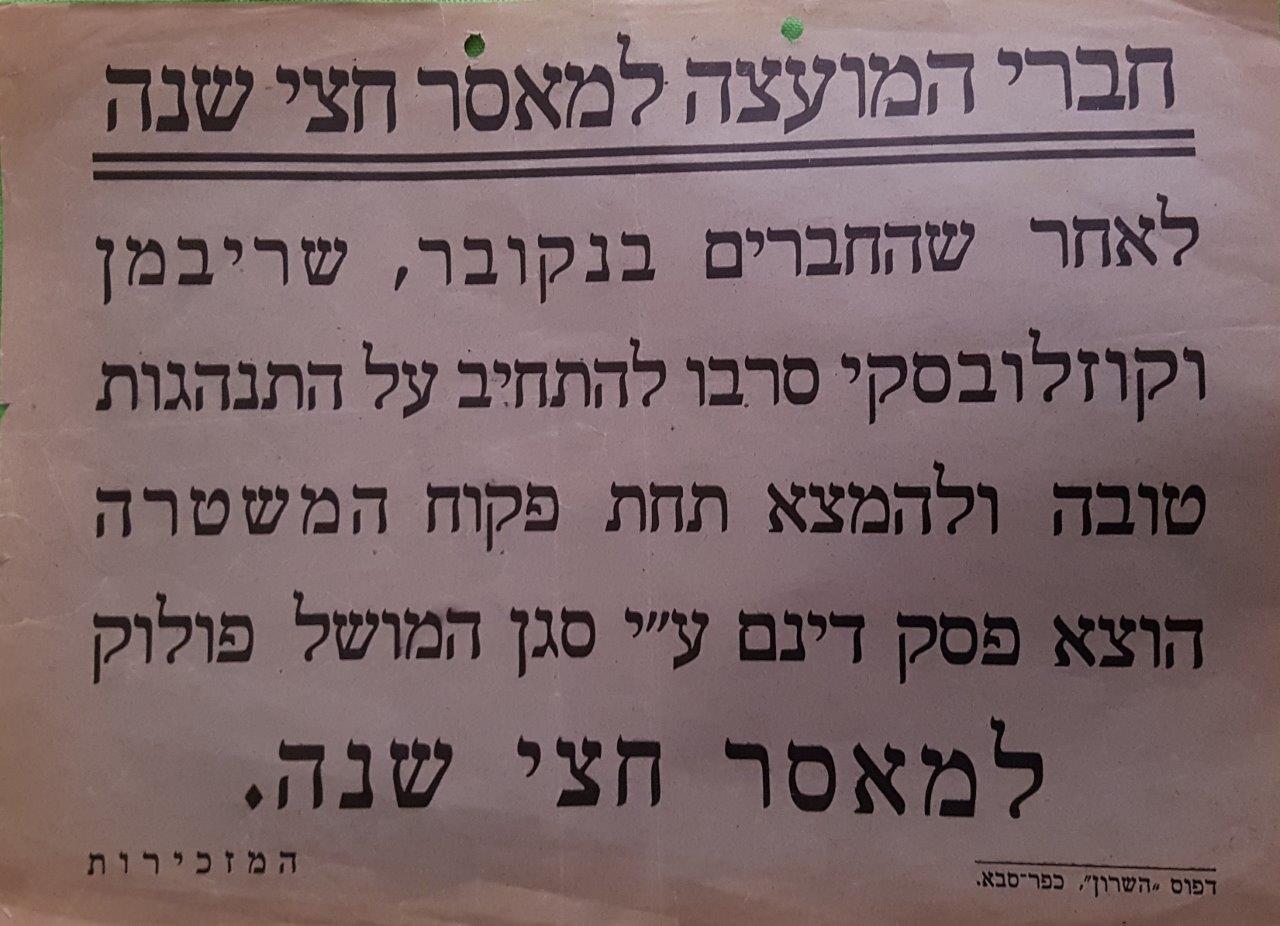 חברי המועצה למאסר חצי שנה
לאחר שהחברים בנקובר, שריבמן
וקוזלובסקי סרבו להתחיב על התנהגות
טובה ולהמצא תחת פקוח המשטרה
הוצא פסק דינם ע״י סגן המושל פולוק
למאסר חצי שנה.
המזכירות
דפוס „השרון”, כפר־סבא.